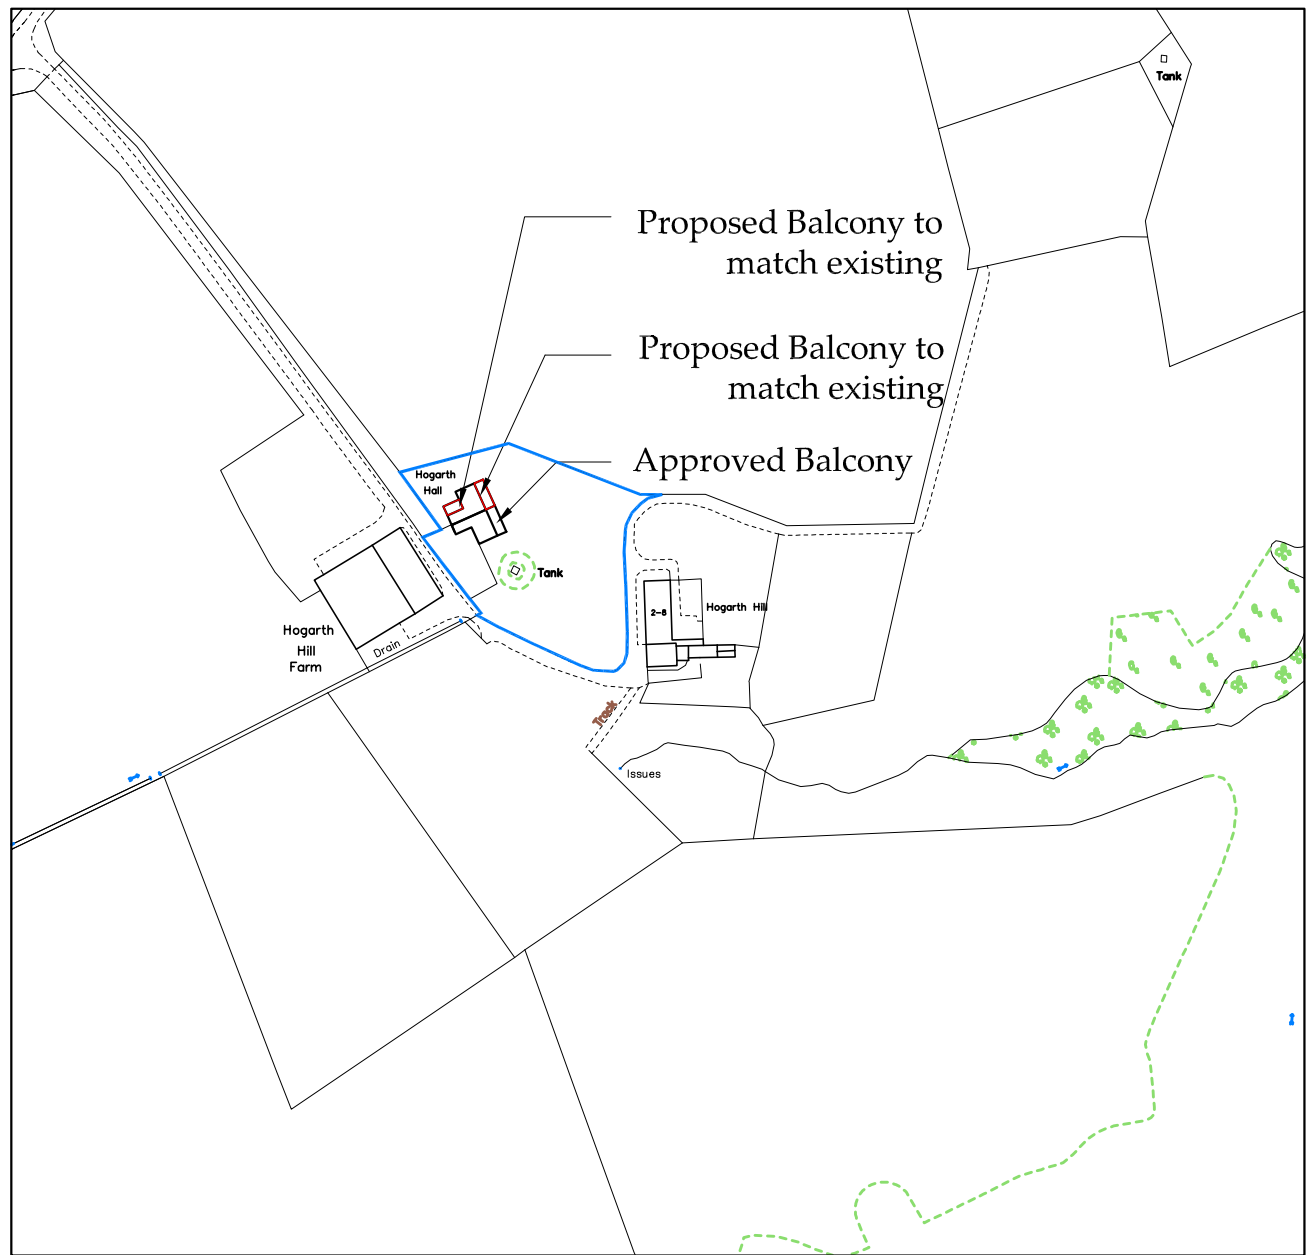 Tank
Proposed Balcony to
match existing
Proposed Balcony to
match existing
Approved Balcony
Hogarth
Hall
Tank
2-8
Hogarth Hill
Hogarth
Hill
Farm
Drain
Track
Issues